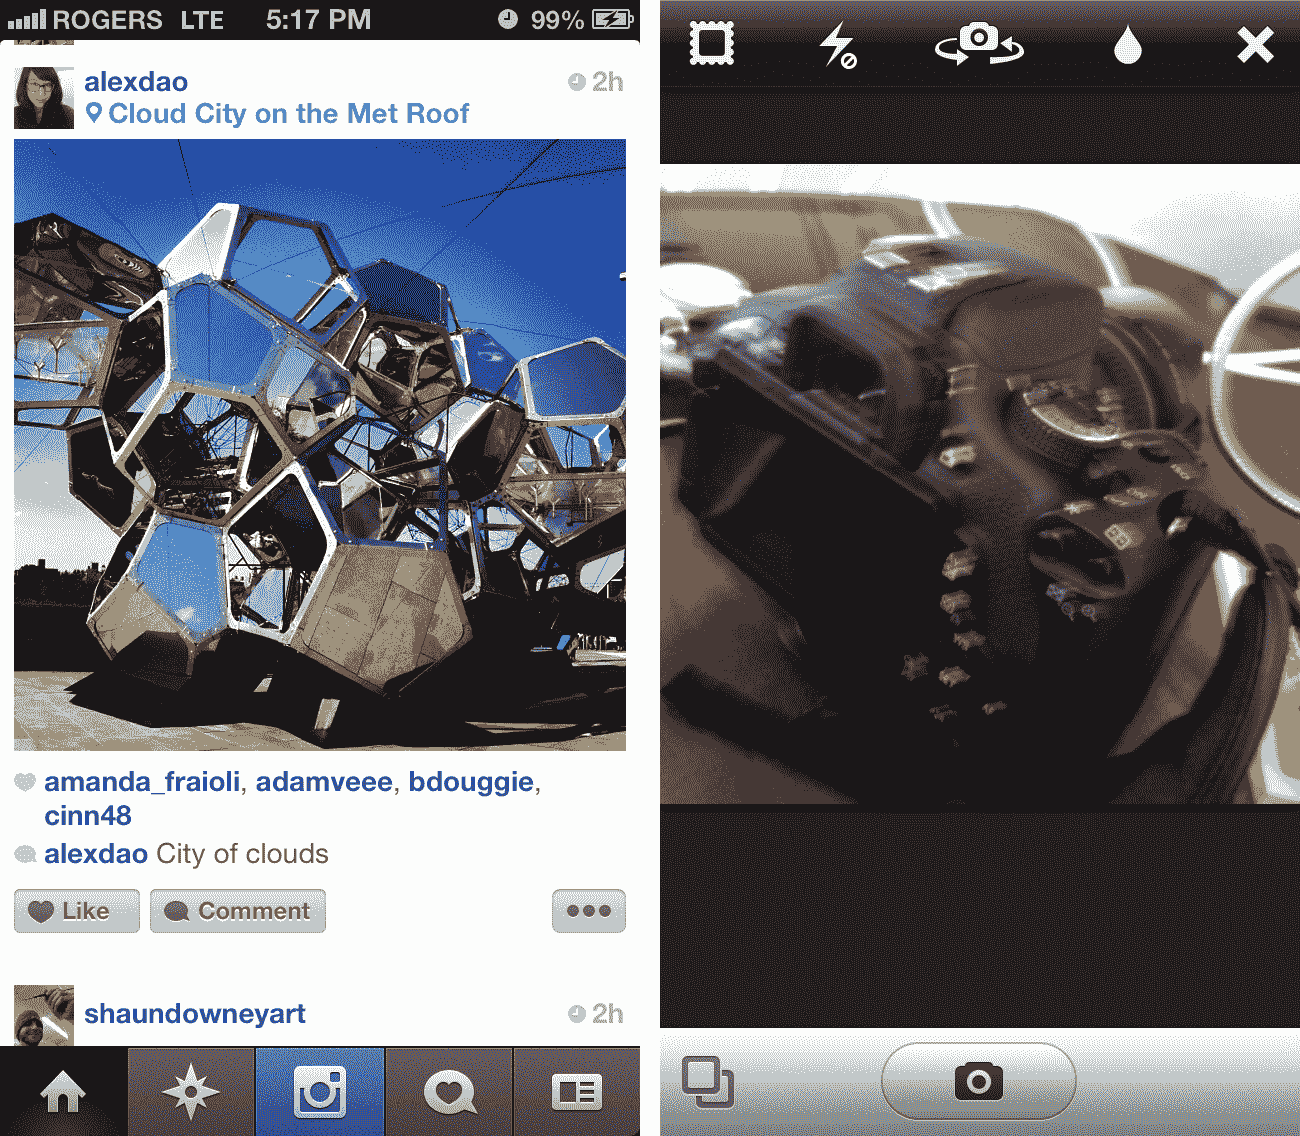 ROGERS LTE 5:17 PM 99%
alexdao 2h
Cloud City on the Met Roof
amanda_fraioli, adamveee, bdouggie,
cinn48
alexdao City of clouds
Like Comment
shaundowneyart 2h